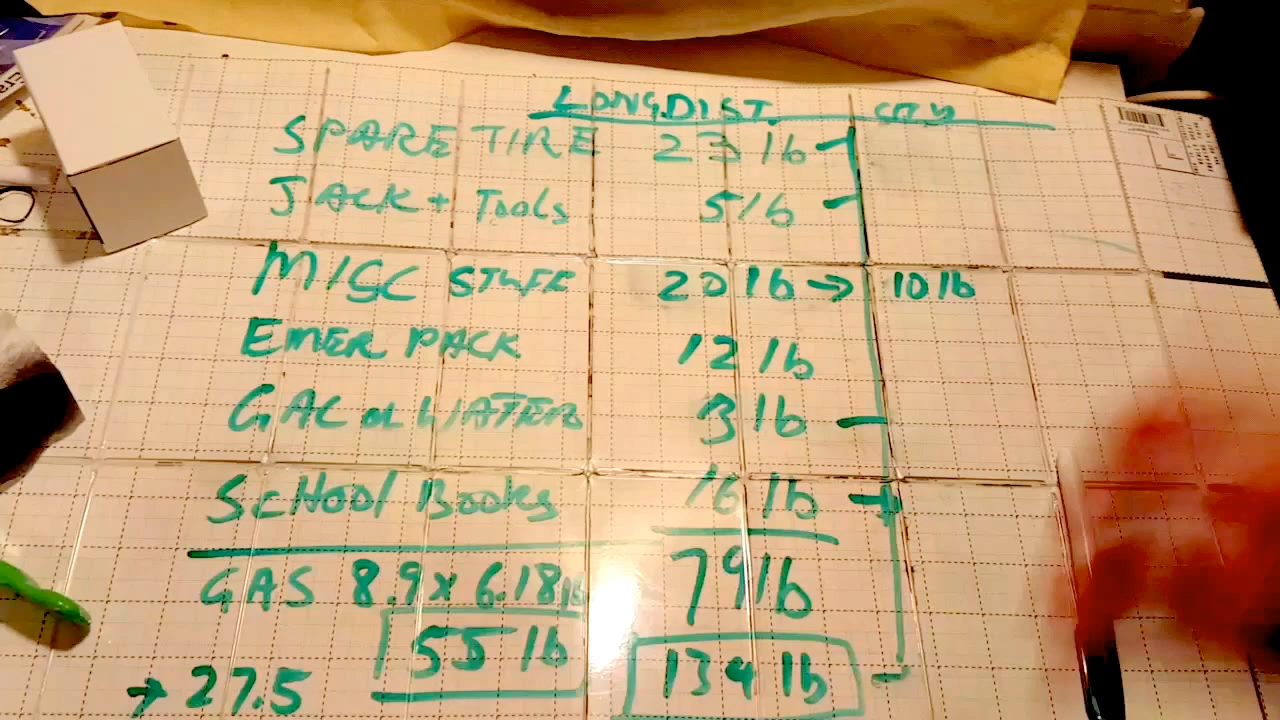 LONG.DIST. CITY
SPARE TIRE 23 lb -
JACK + Tools 5 lb -
MISC STUFF 20 lb → 10 lb
EMER PACK 12 lb
GAL OF WATER 3 lb -
SCHOOL BOOKS 16 lb -
79 lb
GAS 8.9 x 6.18 lb
55 lb 134 lb -
→ 27.5